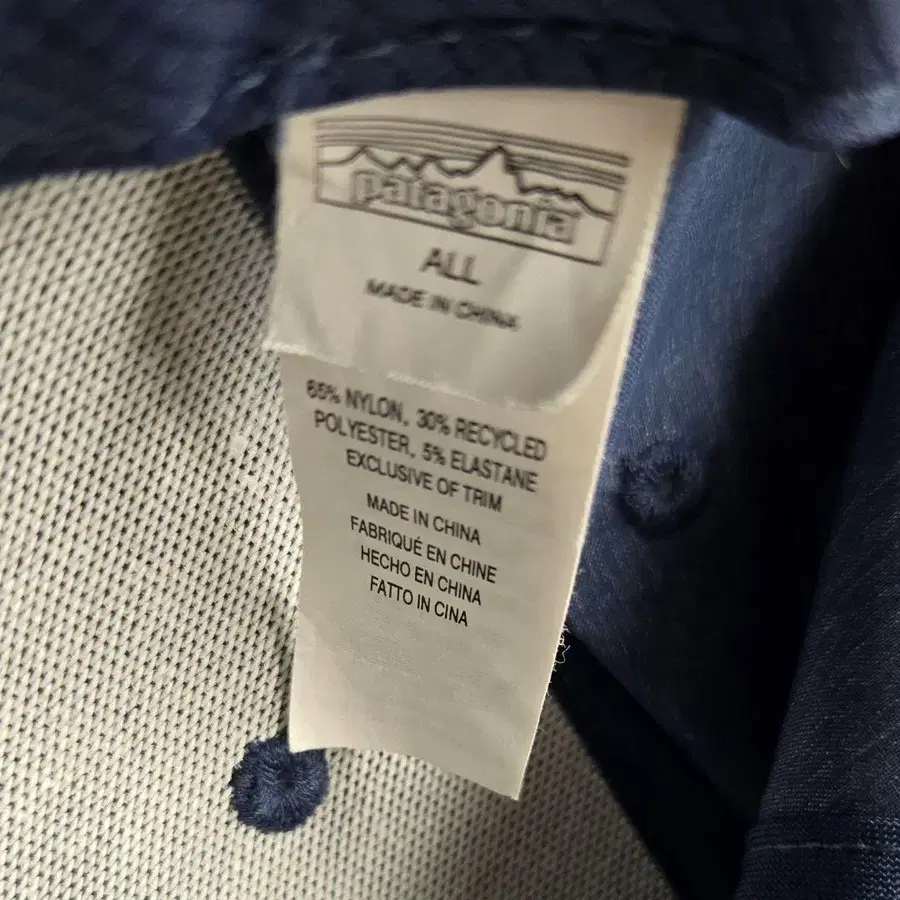 patagonia
ALL
MADE IN CHINA
65% NYLON, 30% RECYCLED
POLYESTER, 5% ELASTANE
EXCLUSIVE OF TRIM
MADE IN CHINA
FABRIQUÉ EN CHINE
HECHO EN CHINA
FATTO IN CINA